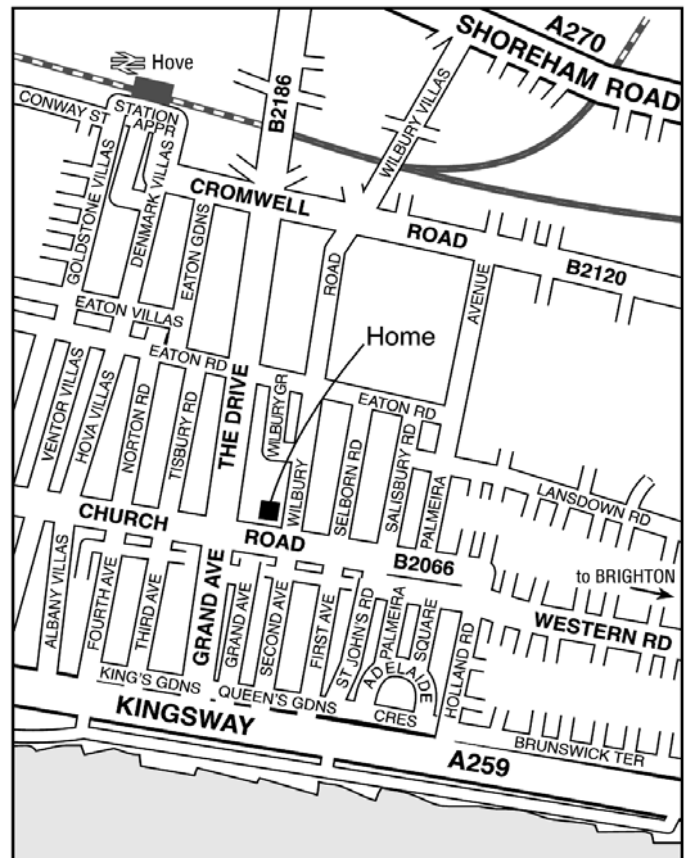 A270
SHOREHAM ROAD
Hove
CONWAY ST
STATION
APPR
B2186
WILBURY VILLAS
GOLDSTONE VILLAS
DENMARK VILLAS
EATON GDNS
CROMWELL
ROAD
B2120
ROAD
AVENUE
EATON VILLAS
EATON RD
Home
VENTOR VILLAS
HOVA VILLAS
NORTON RD
TISBURY RD
THE DRIVE
WILBURY GR
EATON RD
WILBURY
SELBORN RD
SALISBURY RD
PALMEIRA
LANSDOWN RD
CHURCH
ROAD
B2066
to BRIGHTON
WESTERN RD
ALBANY VILLAS
FOURTH AVE
THIRD AVE
GRAND AVE
GRAND AVE
SECOND AVE
FIRST AVE
ST JOHN'S RD
PALMEIRA
SQUARE
ADELAIDE
CRES
HOLLAND RD
KING'S GDNS
QUEEN'S GDNS
KINGSWAY
A259
BRUNSWICK TER